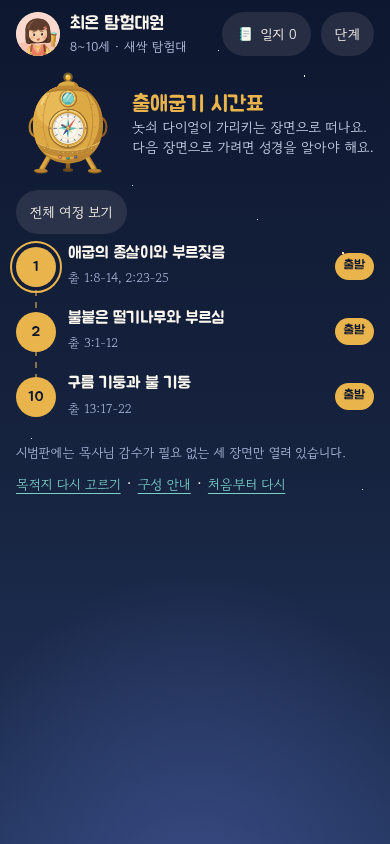 최온 탐험대원
8~10세 · 새싹 탐험대
일지 0
단계
출애굽기 시간표
놋쇠 다이얼이 가리키는 장면으로 떠나요.
다음 장면으로 가려면 성경을 알아야 해요.
전체 여정 보기
1
애굽의 종살이와 부르짖음
출 1:8-14, 2:23-25
출발
2
불붙은 떨기나무와 부르심
출 3:1-12
출발
10
구름 기둥과 불 기둥
출 13:17-22
출발
시범판에는 목사님 감수가 필요 없는 세 장면만 열려 있습니다.
목적지 다시 고르기 · 구성 안내 · 처음부터 다시